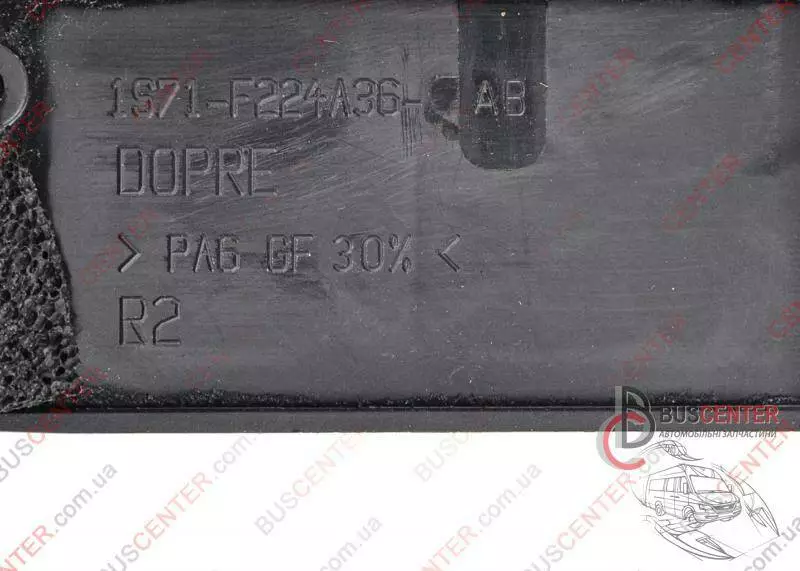 1S71-F224A36- AB
DOPRE
> PA6 GF 30% <
R2
BUSCENTER
АВТОМОБІЛЬНІ ЗАПЧАСТИНИ
BUSCENTER.com.ua